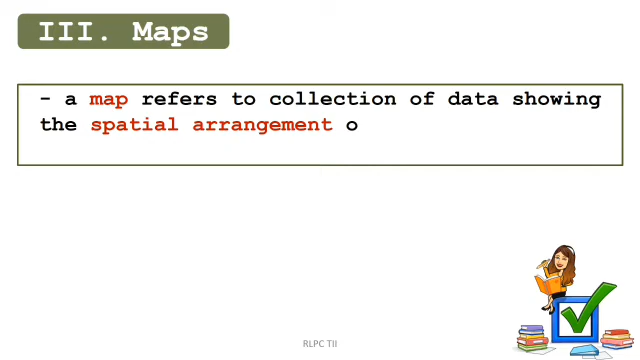 III. Maps
- a map refers to collection of data showing
the spatial arrangement o
RLPC TII